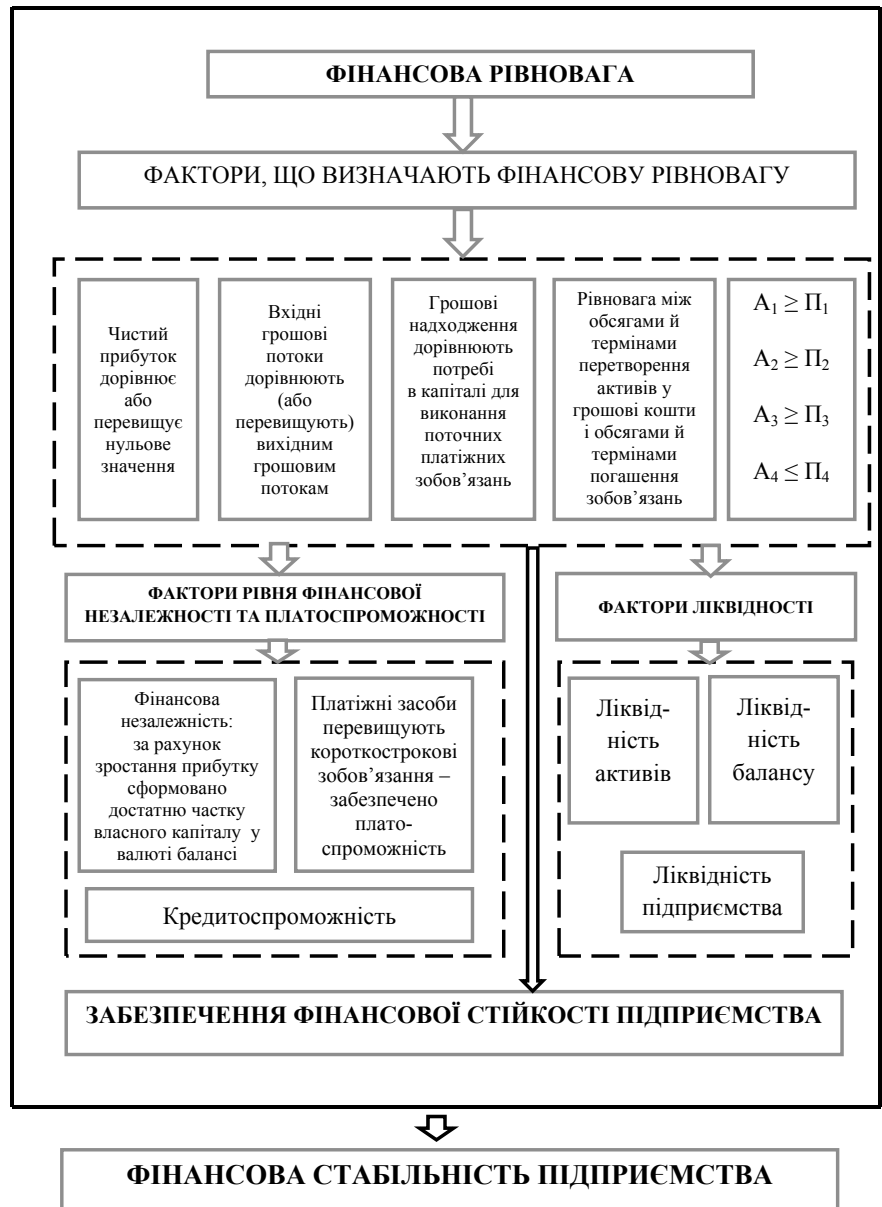 ФІНАНСОВА РІВНОВАГА
ФАКТОРИ, ЩО ВИЗНАЧАЮТЬ ФІНАНСОВУ РІВНОВАГУ
Чистий
прибуток
дорівнює
або
перевищує
нульове
значення
Вхідні
грошові
потоки
дорівнюють
(або
перевищують)
вихідним
грошовим
потокам
Грошові
надходження
дорівнюють
потребі
в капіталі для
виконання
поточних
платіжних
зобов’язань
Рівновага між
обсягами й
термінами
перетворення
активів у
грошові кошти
і обсягами й
термінами
погашення
зобов’язань
А₁ ≥ П₁
А₂ ≥ П₂
А₃ ≥ П₃
А₄ ≤ П₄
ФАКТОРИ РІВНЯ ФІНАНСОВОЇ
НЕЗАЛЕЖНОСТІ ТА ПЛАТОСПРОМОЖНОСТІ
ФАКТОРИ ЛІКВІДНОСТІ
Фінансова
незалежність:
за рахунок
зростання прибутку
сформовано
достатню частку
власного капіталу у
валюті балансі
Платіжні засоби
перевищують
короткострокові
зобов’язання –
забезпечено
плато-
спроможність
Кредитоспроможність
Ліквід-
ність
активів
Ліквід-
ність
балансу
Ліквідність
підприємства
ЗАБЕЗПЕЧЕННЯ ФІНАНСОВОЇ СТІЙКОСТІ ПІДПРИЄМСТВА
ФІНАНСОВА СТАБІЛЬНІСТЬ ПІДПРИЄМСТВА